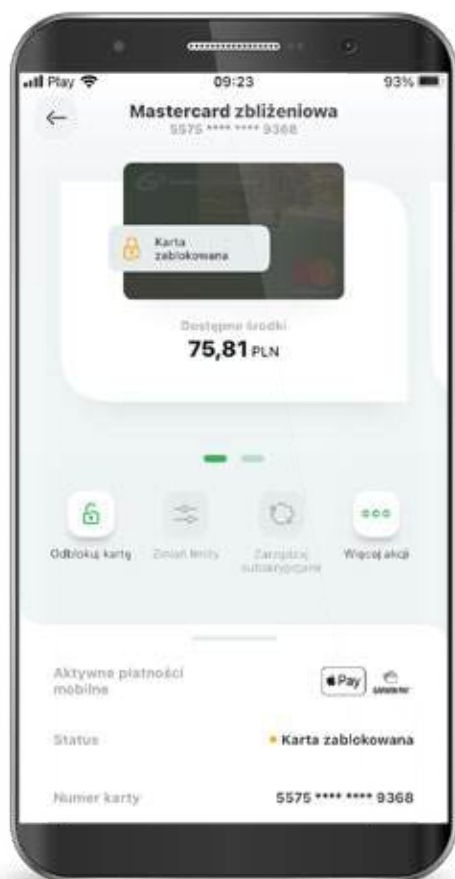 Play 09:23 93%
Mastercard zbliżeniowa
5575 **** **** 9368
Karta
zablokowana
Dostępne środki
75,81 PLN
Odblokuj kartę Zmień limity Zarządzaj Więcej akcji
subskrypcjami
Aktywne płatności
mobilne
Pay
Status Karta zablokowana
Numer karty 5575 **** **** 9368